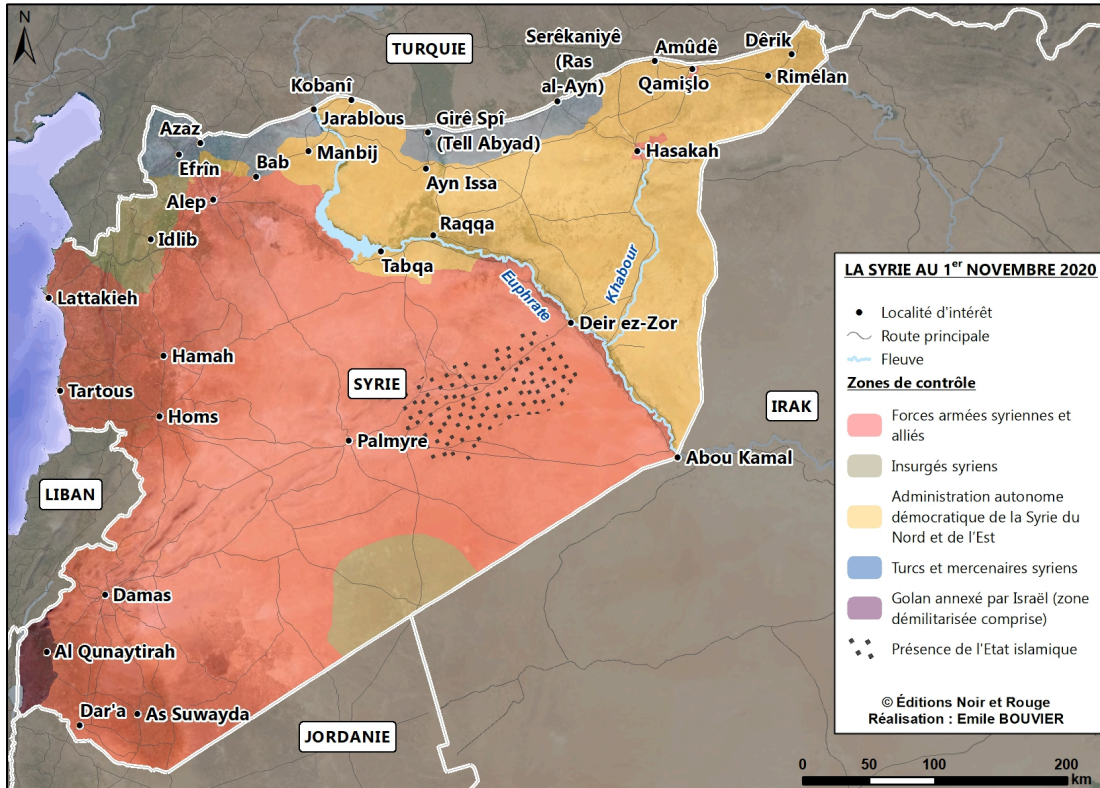 N
TURQUIE
Serêkaniyê
(Ras
al-Ayn)
Amûdê
Dêrik
Qamişlo
Rimêlan
Kobanî
Jarablous
Girê Spî
(Tell Abyad)
Azaz
Efrîn
Bab
Manbij
Hasakah
Ayn Issa
Alep
Raqqa
Idlib
Tabqa
Euphrate
Khabour
Lattakieh
Deir ez-Zor
Hamah
SYRIE
Tartous
Homs
Palmyre
IRAK
Abou Kamal
LIBAN
Damas
Al Qunaytirah
Dar'a
As Suwayda
JORDANIE
LA SYRIE AU 1er NOVEMBRE 2020
Localité d'intérêt
Route principale
Fleuve
Zones de contrôle
Forces armées syriennes et
alliés
Insurgés syriens
Administration autonome
démocratique de la Syrie du
Nord et de l'Est
Turcs et mercenaires syriens
Golan annexé par Israël (zone
démilitarisée comprise)
Présence de l'Etat islamique
© Éditions Noir et Rouge
Réalisation : Emile BOUVIER
0 50 100 200
km